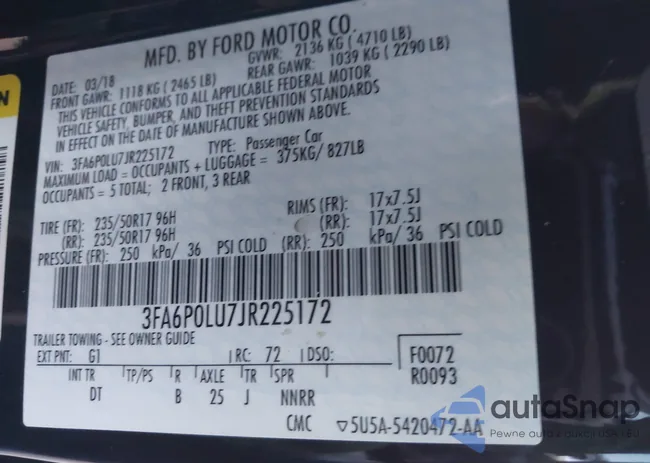 MFD. BY FORD MOTOR CO.
DATE: 03/18 GVWR: 2136 KG ( 4710 LB)
FRONT GAWR: 1118 KG ( 2465 LB) REAR GAWR: 1039 KG ( 2290 LB)
THIS VEHICLE CONFORMS TO ALL APPLICABLE FEDERAL MOTOR
VEHICLE SAFETY, BUMPER, AND THEFT PREVENTION STANDARDS
IN EFFECT ON THE DATE OF MANUFACTURE SHOWN ABOVE.
VIN: 3FA6P0LU7JR225172 TYPE: Passenger Car
MAXIMUM LOAD = OCCUPANTS + LUGGAGE = 375KG/ 827LB
OCCUPANTS = 5 TOTAL; 2 FRONT, 3 REAR
TIRE (FR): 235/50R17 96H RIMS (FR): 17x7.5J
(RR): 235/50R17 96H (RR): 17x7.5J
PRESSURE (FR): 250 kPa/ 36 PSI COLD (RR): 250 kPa/ 36 PSI COLD
3FA6P0LU7JR225172
TRAILER TOWING - SEE OWNER GUIDE
EXT PNT: G1 RC: 72 DSO: F0072
INT TR TP/PS R AXLE TR SPR R0093
DT B 25 J NNRR
CMC ▽5U5A-5420472-AA
N
autaSnap